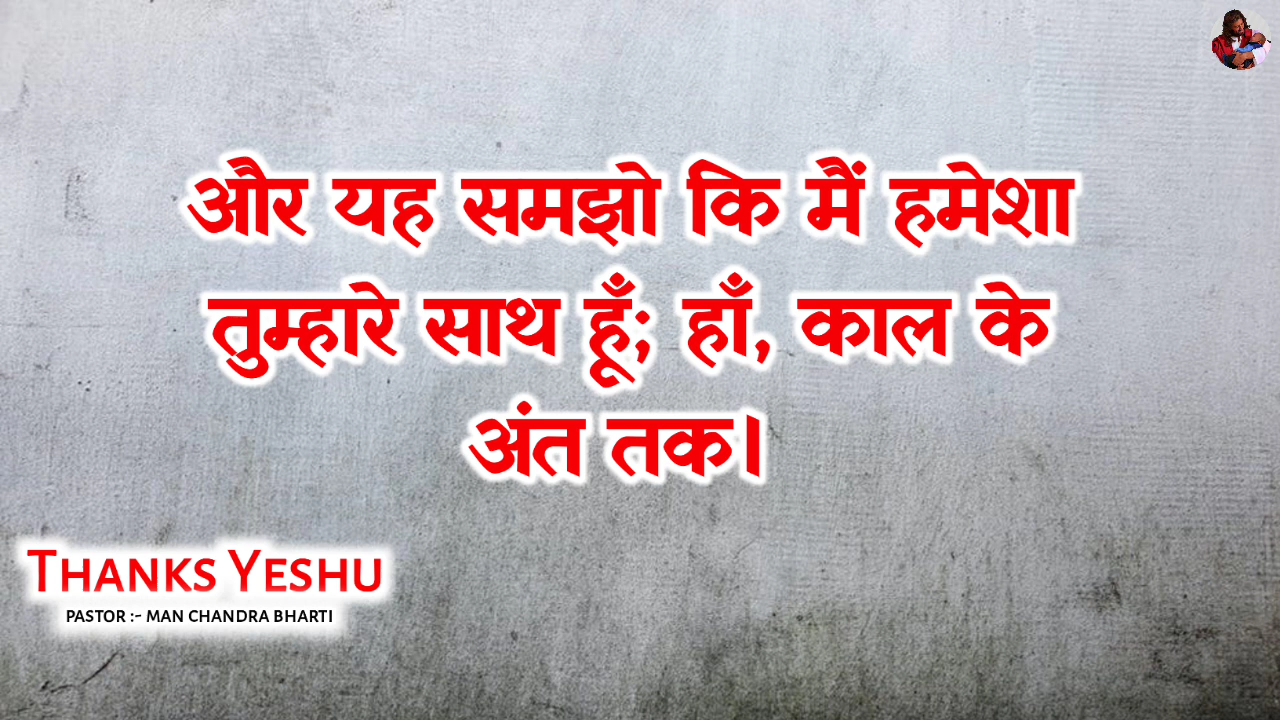 और यह समझो कि मैं हमेशा
तुम्हारे साथ हूँ; हाँ, काल के
अंत तक।
THANKS YESHU
PASTOR :- MAN CHANDRA BHARTI